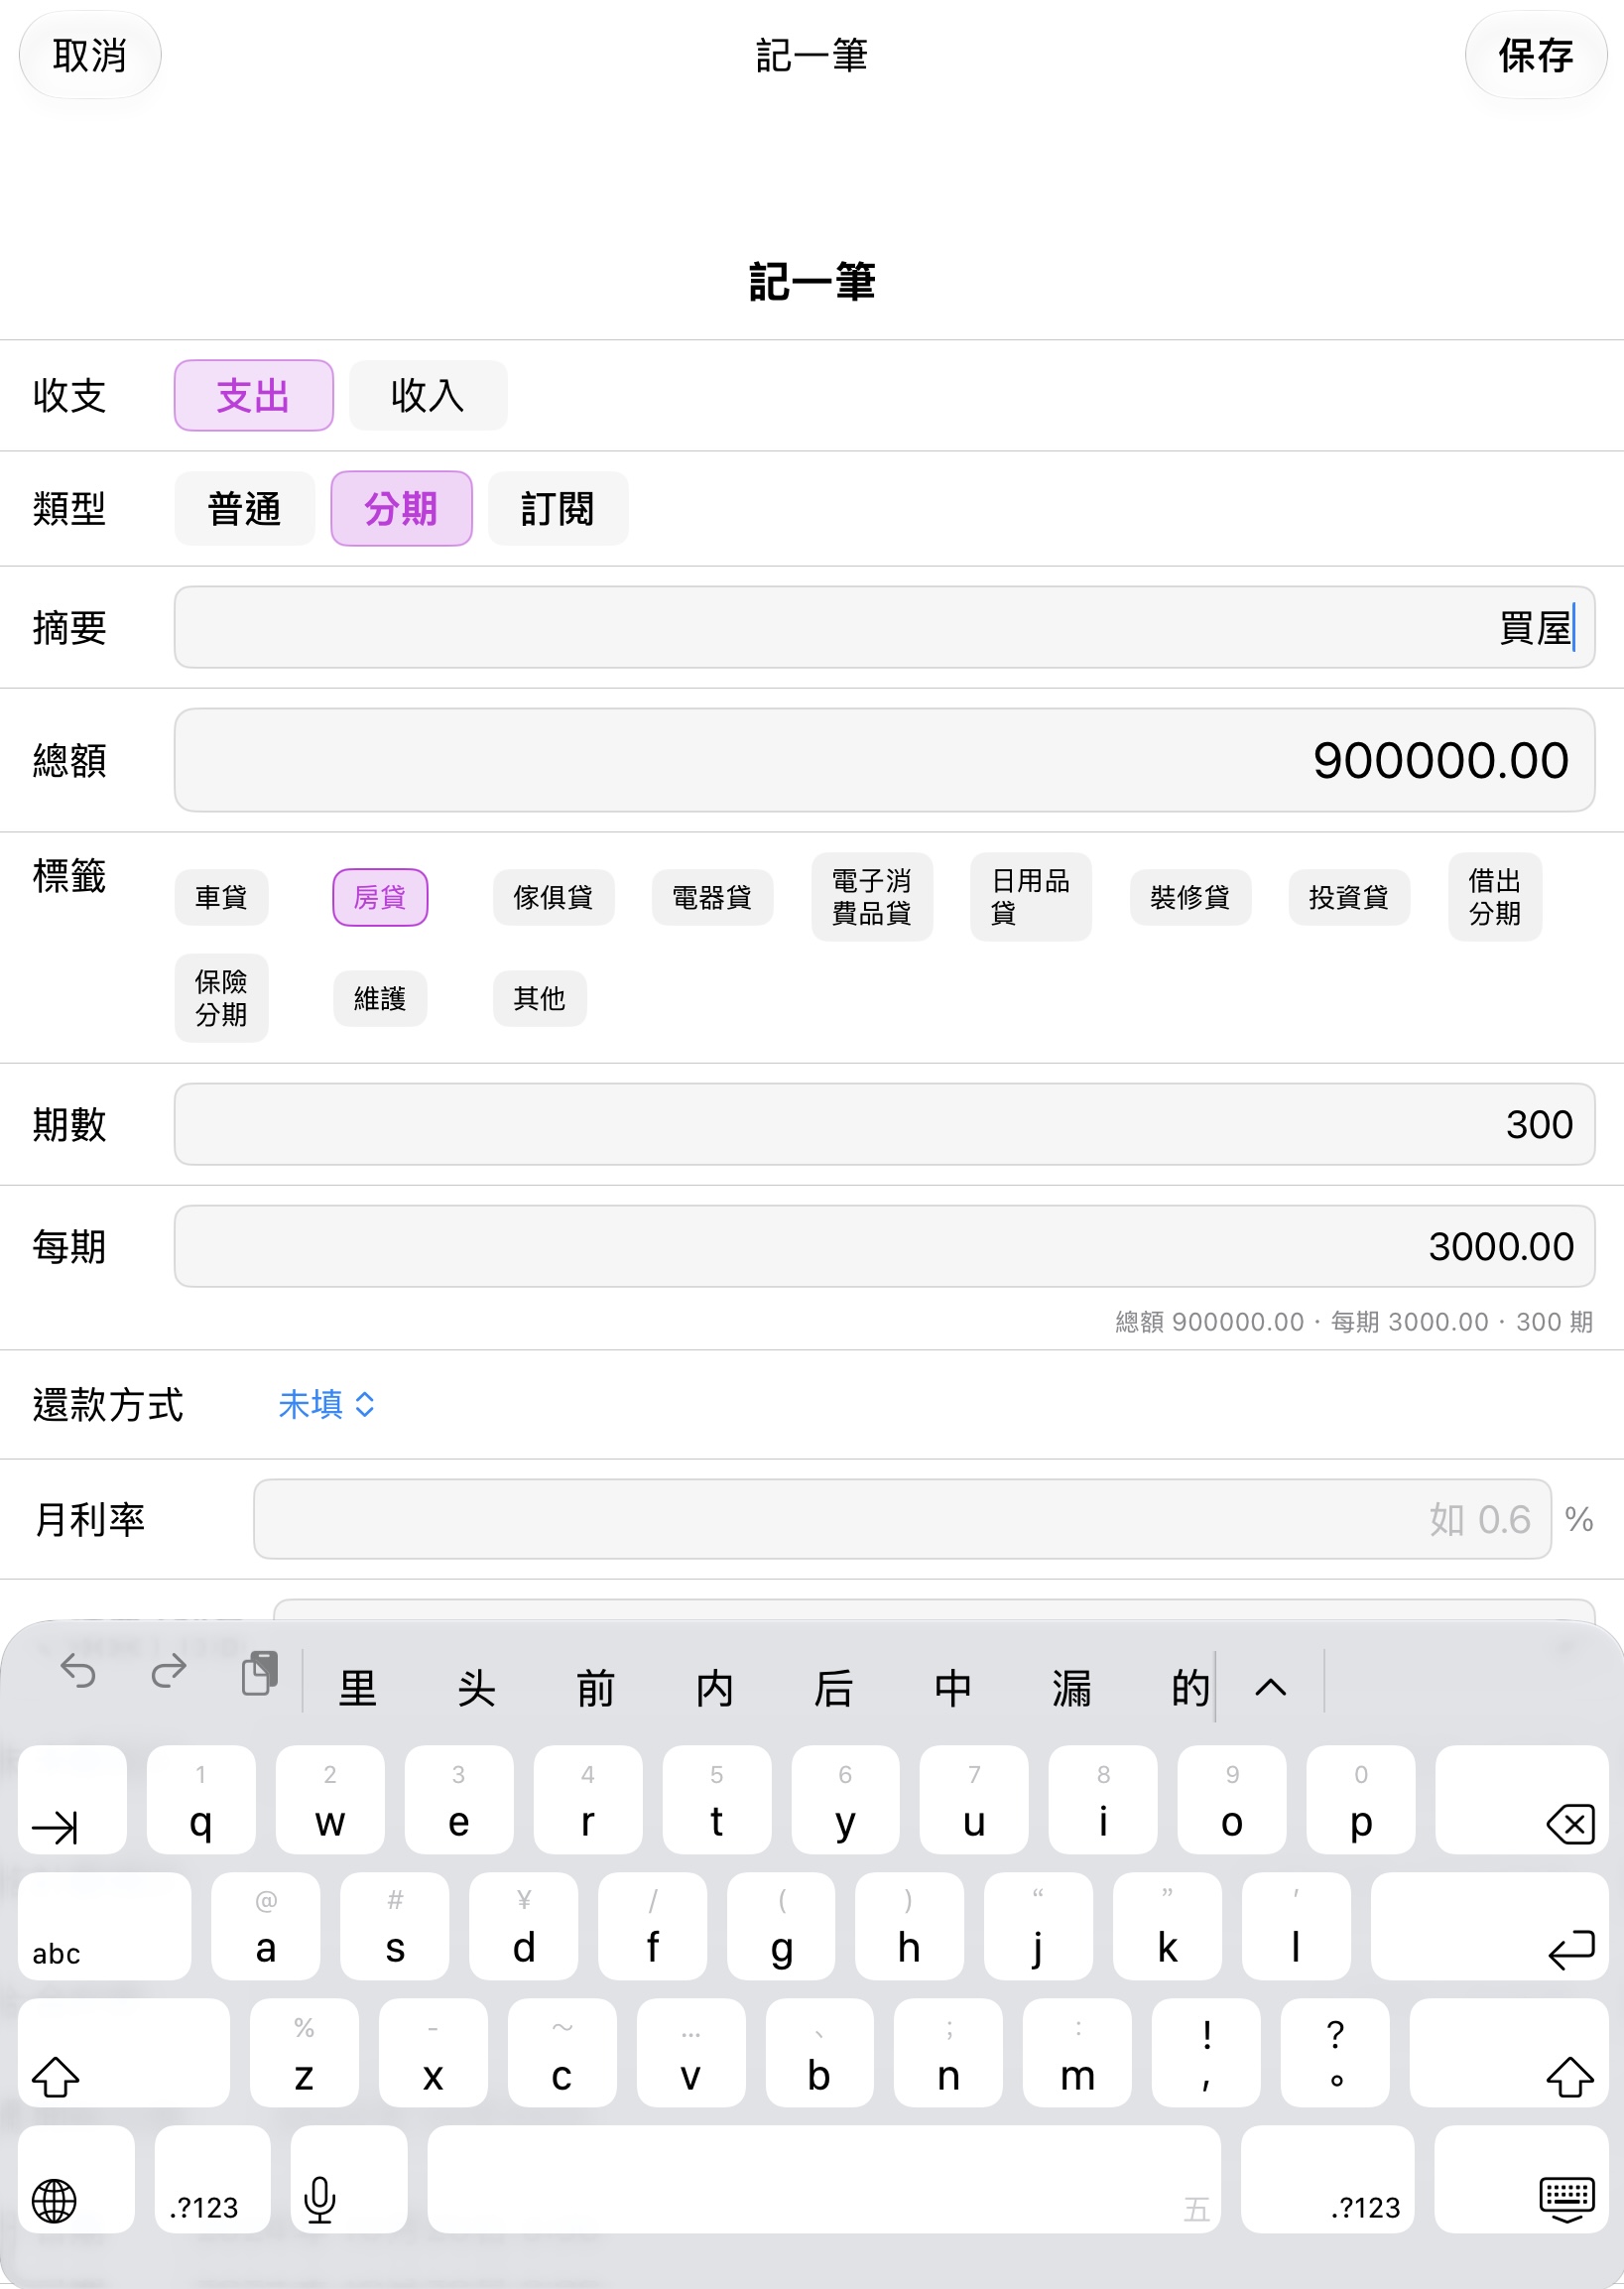 取消 記一筆 保存
記一筆
收支 支出 收入
類型 普通 分期 訂閱
摘要 買屋
總額 900000.00
標籤 車貸 房貸 傢俱貸 電器貸 電子消費品貸 日用品貸 裝修貸 投資貸 借出分期
保險分期 維護 其他
期數 300
每期 3000.00
總額 900000.00 · 每期 3000.00 · 300 期
還款方式 未填
月利率 如 0.6 %
里 头 前 内 后 中 漏 的
1 2 3 4 5 6 7 8 9 0
q w e r t y u i o p
@ # ¥ / ( ) “ ” ′
abc a s d f g h j k l
% - ～ … 、 ; : ! ?
z x c v b n m , 。
.?123 五 .?123